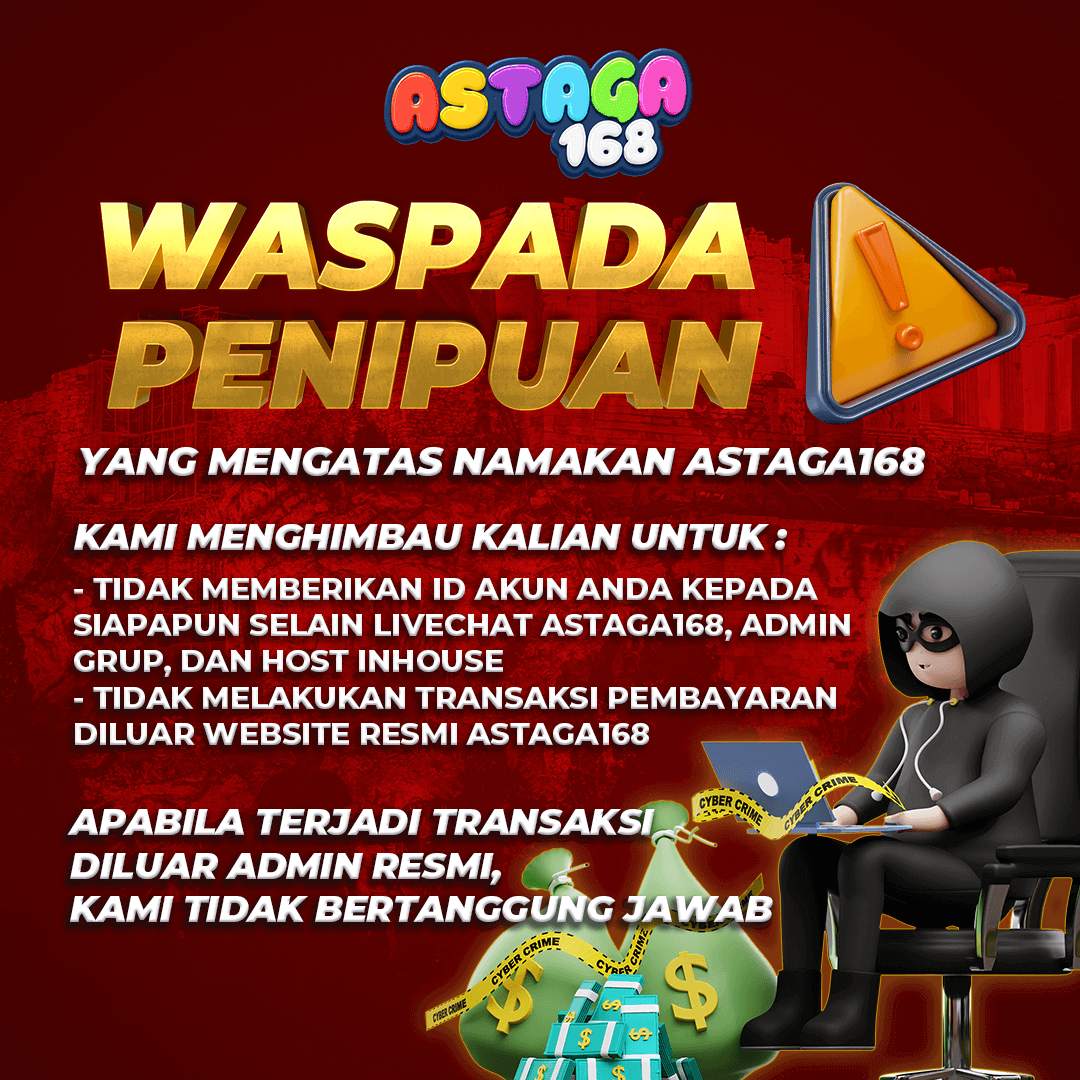 ASTAGA
168
WASPADA
PENIPUAN
YANG MENGATAS NAMAKAN ASTAGA168
KAMI MENGHIMBAU KALIAN UNTUK :
- TIDAK MEMBERIKAN ID AKUN ANDA KEPADA
SIAPAPUN SELAIN LIVECHAT ASTAGA168, ADMIN
GRUP, DAN HOST INHOUSE
- TIDAK MELAKUKAN TRANSAKSI PEMBAYARAN
DILUAR WEBSITE RESMI ASTAGA168
APABILA TERJADI TRANSAKSI
DILUAR ADMIN RESMI,
KAMI TIDAK BERTANGGUNG JAWAB
CYBER CRIME
CYBER CRIME
CYBER CRIME
CYBER CRIME
CYBER CRIME